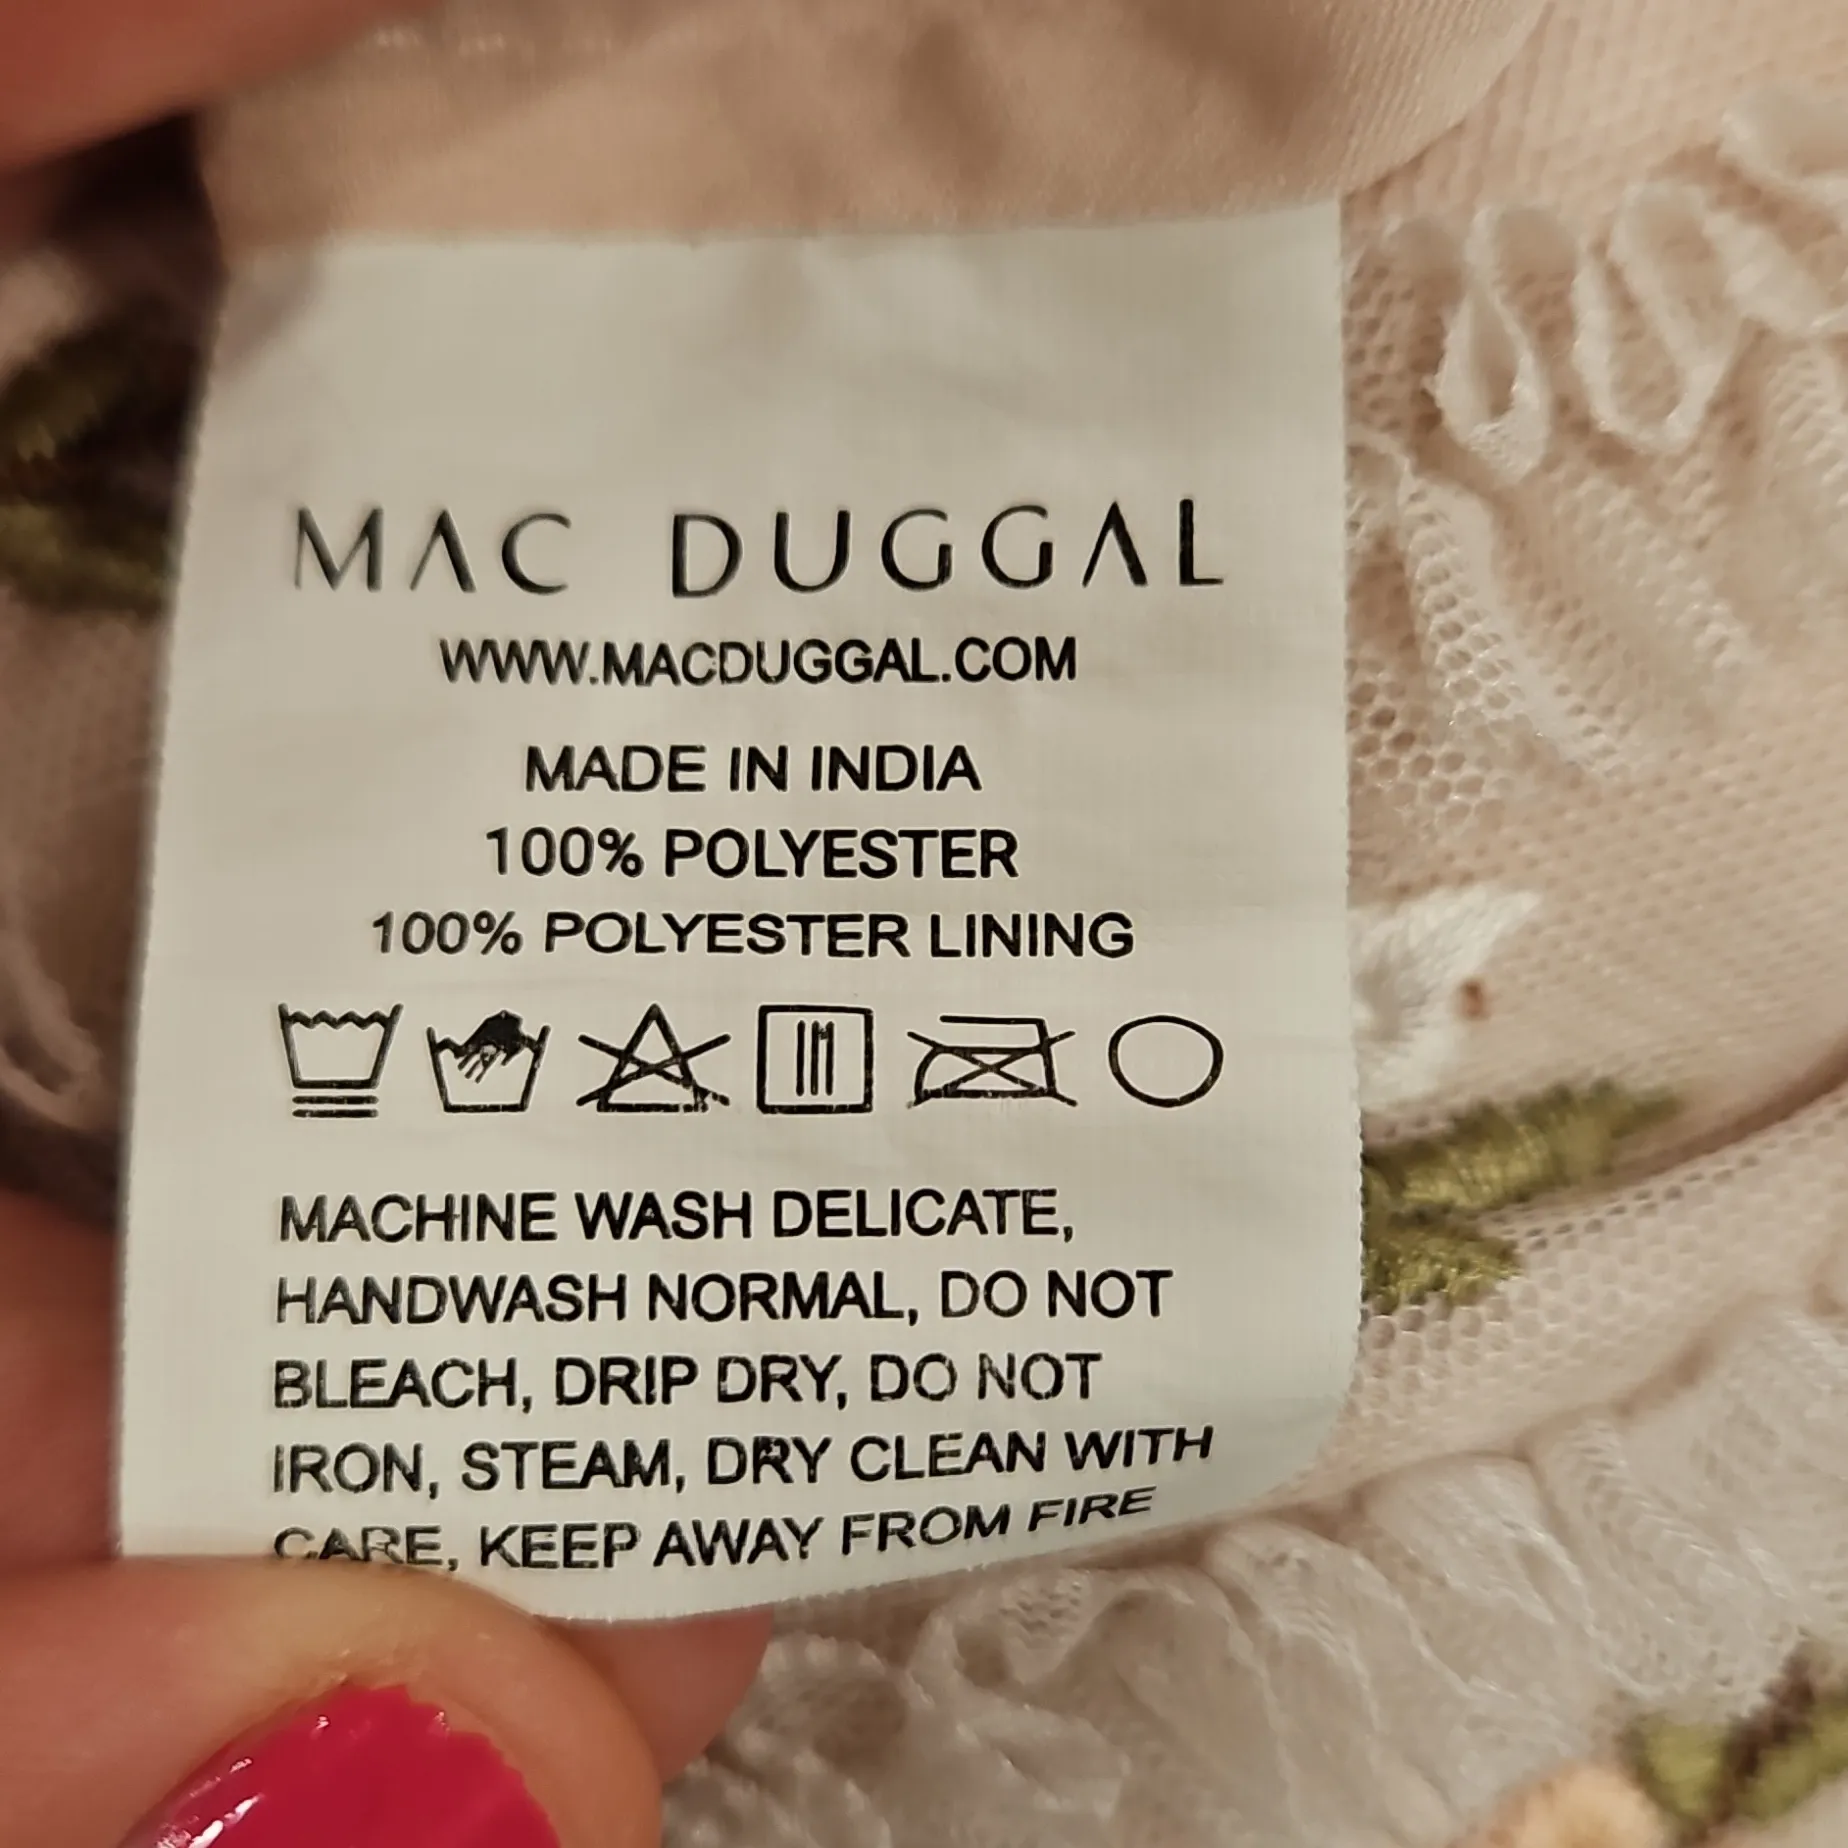 MAC DUGGAL
WWW.MACDUGGAL.COM
MADE IN INDIA
100% POLYESTER
100% POLYESTER LINING
MACHINE WASH DELICATE,
HANDWASH NORMAL, DO NOT
BLEACH, DRIP DRY, DO NOT
IRON, STEAM, DRY CLEAN WITH
CARE, KEEP AWAY FROM FIRE